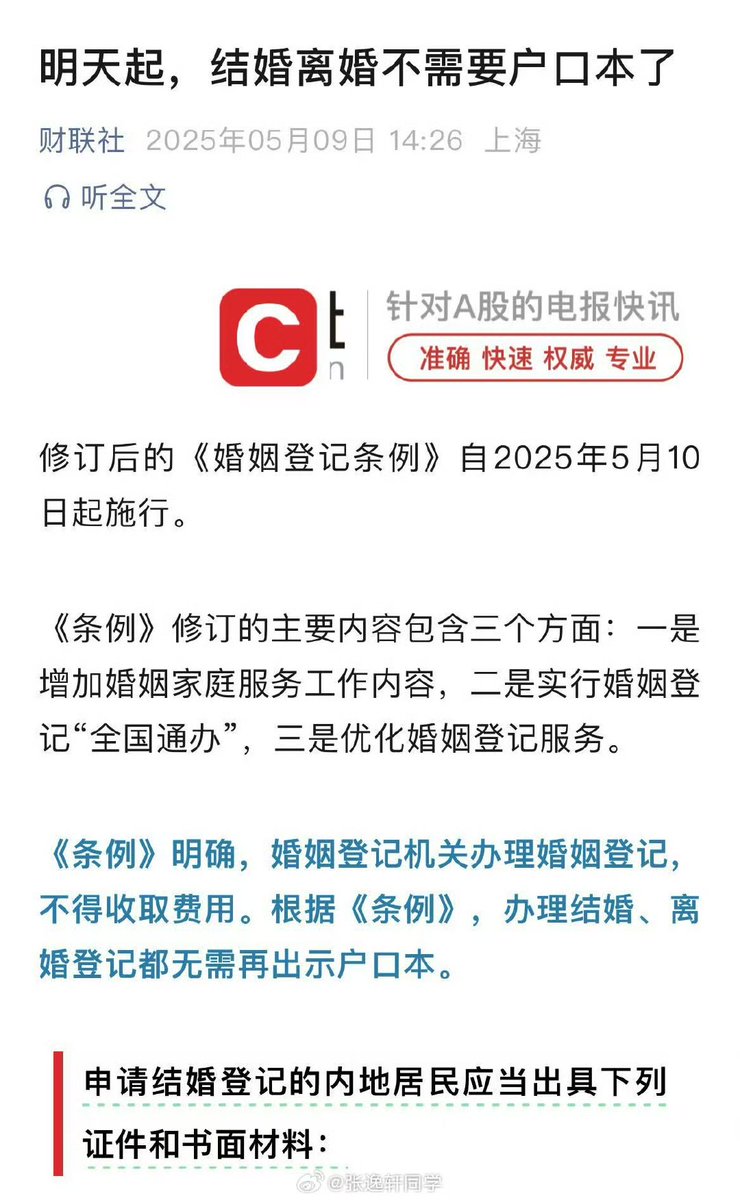 明天起，结婚离婚不需要户口本了
财联社 2025年05月09日 14:26 上海
听全文
C
n
针对A股的电报快讯
准确 快速 权威 专业
修订后的《婚姻登记条例》自2025年5月10
日起施行。
《条例》修订的主要内容包含三个方面：一是
增加婚姻家庭服务工作内容，二是实行婚姻登
记“全国通办”，三是优化婚姻登记服务。
《条例》明确，婚姻登记机关办理婚姻登记，
不得收取费用。根据《条例》，办理结婚、离
婚登记都无需再出示户口本。
申请结婚登记的内地居民应当出具下列
证件和书面材料：
@张逸轩同学